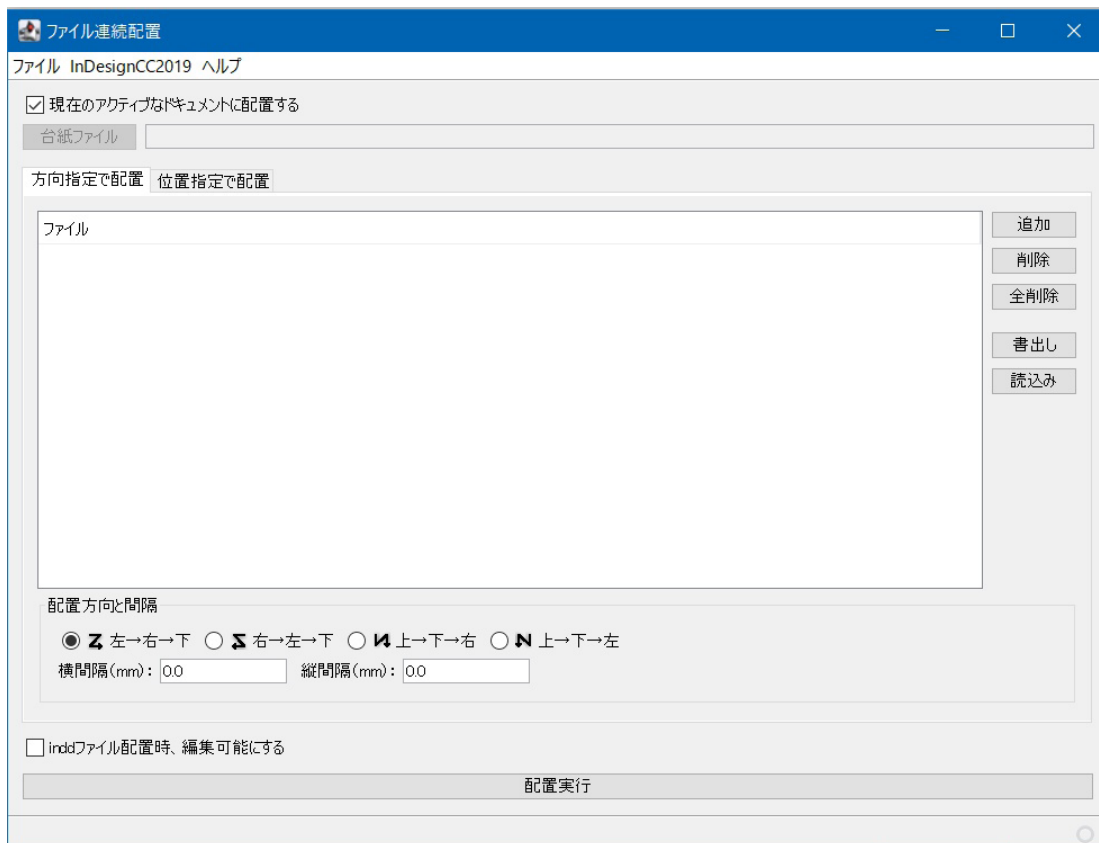 ファイル連続配置
ファイル InDesignCC2019 ヘルプ
現在のアクティブなドキュメントに配置する
台紙ファイル
方向指定で配置 位置指定で配置
ファイル
追加
削除
全削除
書出し
読込み
配置方向と間隔
左→右→下 右→左→下 上→下→右 上→下→左
横間隔(mm): 0.0 縦間隔(mm): 0.0
inddファイル配置時、編集可能にする
配置実行